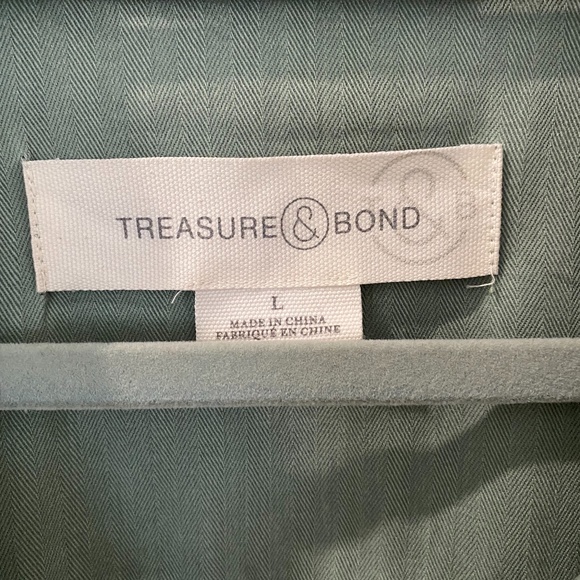 TREASURE & BOND
& B
L
MADE IN CHINA
FABRIQUÉ EN CHINE